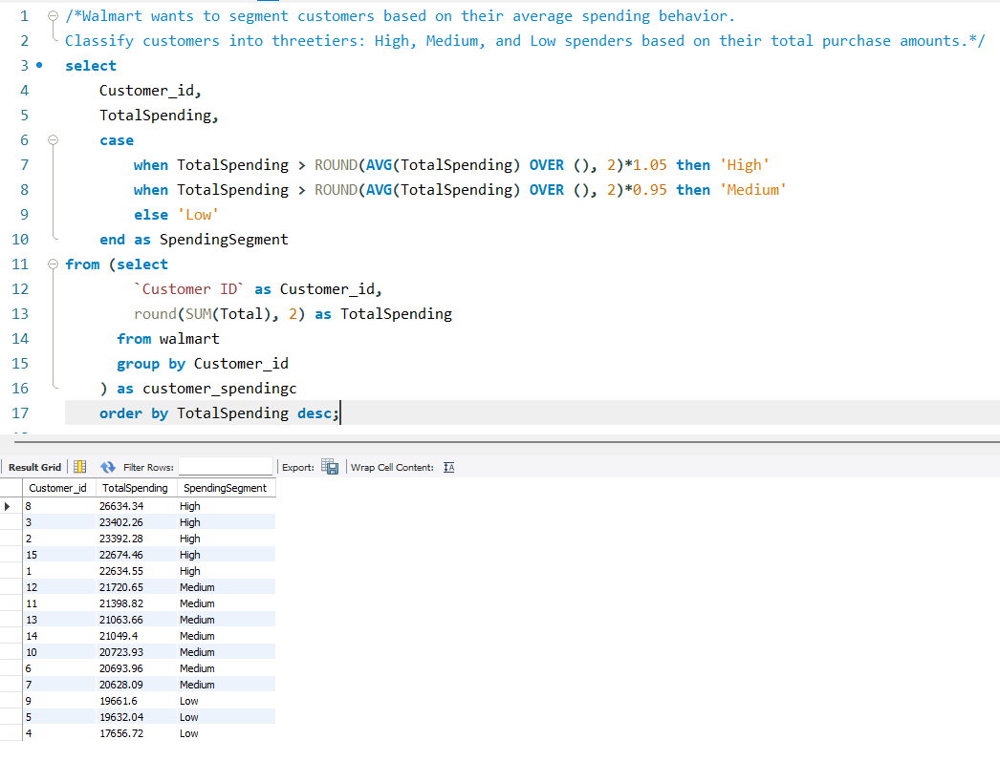 1 /*Walmart wants to segment customers based on their average spending behavior.
2 Classify customers into threetiers: High, Medium, and Low spenders based on their total purchase amounts.*/
3 select
4 Customer_id,
5 TotalSpending,
6 case
7 when TotalSpending > ROUND(AVG(TotalSpending) OVER (), 2)*1.05 then 'High'
8 when TotalSpending > ROUND(AVG(TotalSpending) OVER (), 2)*0.95 then 'Medium'
9 else 'Low'
10 end as SpendingSegment
11 from (select
12 `Customer ID` as Customer_id,
13 round(SUM(Total), 2) as TotalSpending
14 from walmart
15 group by Customer_id
16 ) as customer_spendingc
17 order by TotalSpending desc;
Result Grid Filter Rows: Export: Wrap Cell Content:
Customer_id TotalSpending SpendingSegment
8 26634.34 High
3 23402.26 High
2 23392.28 High
15 22674.46 High
1 22634.55 High
12 21720.65 Medium
11 21398.82 Medium
13 21063.66 Medium
14 21049.4 Medium
10 20723.93 Medium
6 20693.96 Medium
7 20628.09 Medium
9 19661.6 Low
5 19632.04 Low
4 17656.72 Low